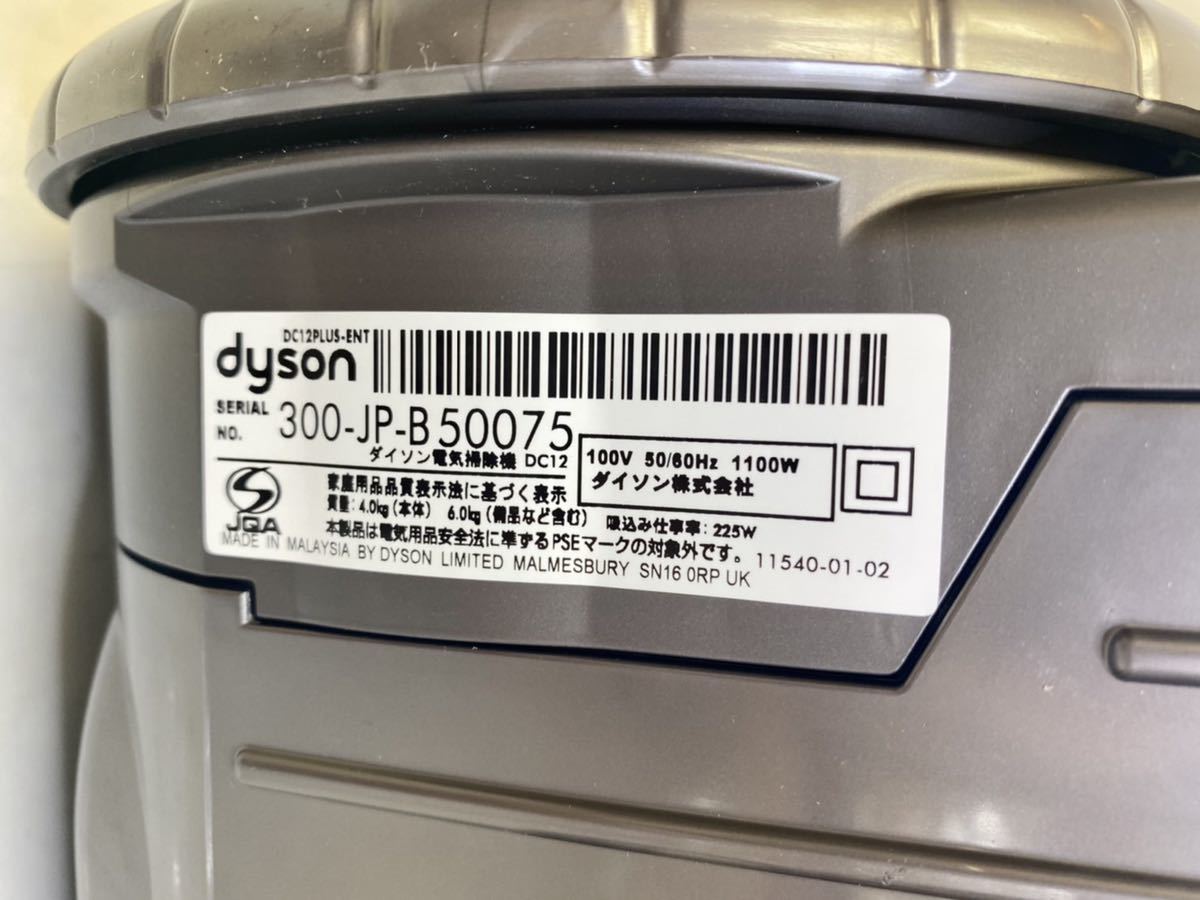 DC12PLUS-ENT
dyson
SERIAL NO. 300-JP-B50075
ダイソン電気掃除機 DC12
100V 50/60Hz 1100W
ダイソン株式会社
JQA
家庭用品品質表示法に基づく表示
質量：4.0kg（本体） 6.0kg（備品など含む） 吸込み仕事率：225W
本製品は電気用品安全法に準ずるPSEマークの対象外です。 11540-01-02
MADE IN MALAYSIA BY DYSON LIMITED MALMESBURY SN16 0RP UK